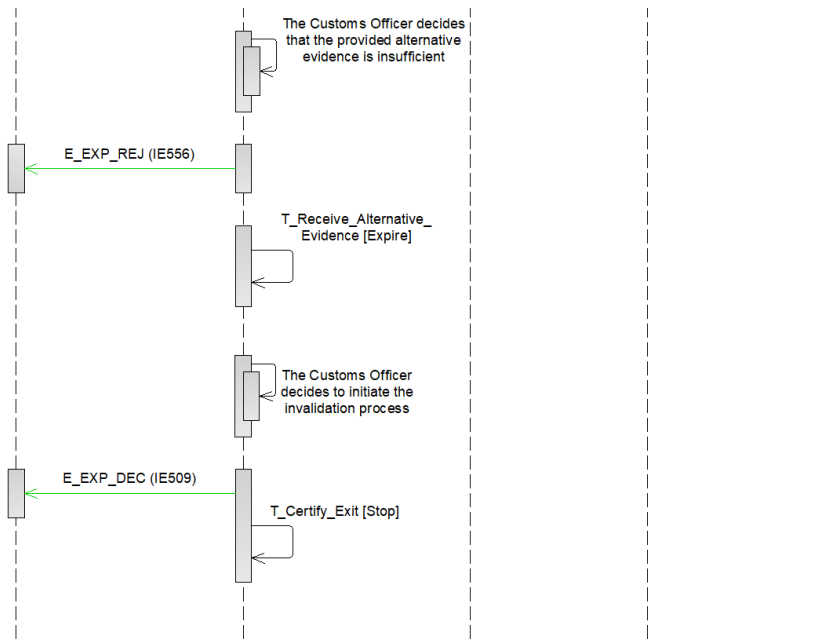 The Customs Officer decides
that the provided alternative
evidence is insufficient
E_EXP_REJ (IE556)
T_Receive_Alternative_
Evidence [Expire]
The Customs Officer
decides to initiate the
invalidation process
E_EXP_DEC (IE509)
T_Certify_Exit [Stop]